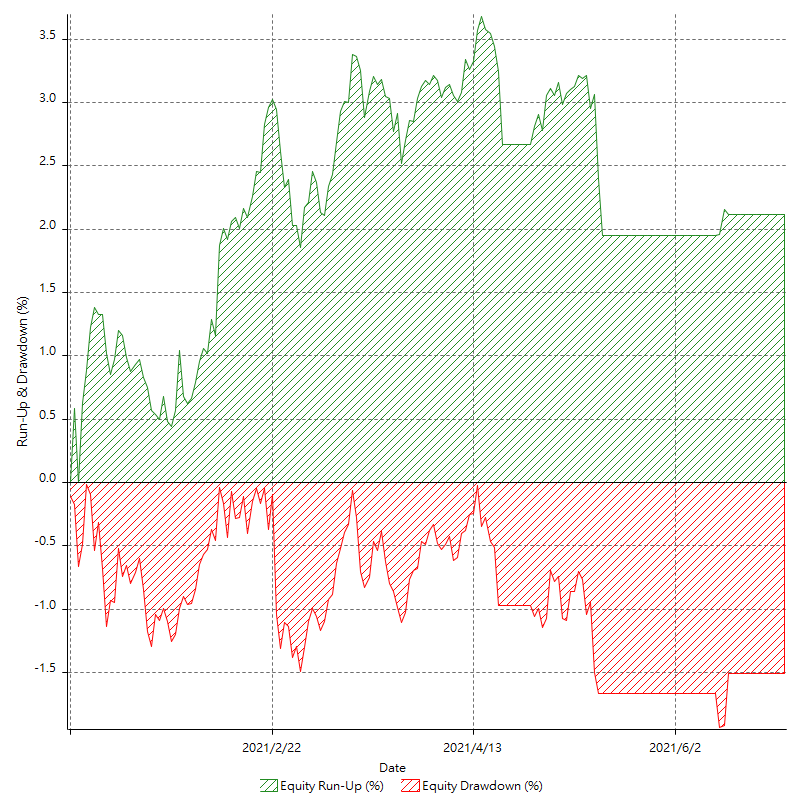 3.5
3.0
2.5
2.0
1.5
1.0
0.5
0.0
-0.5
-1.0
-1.5
Run-Up & Drawdown (%)
2021/2/22 2021/4/13 2021/6/2
Date
Equity Run-Up (%) Equity Drawdown (%)